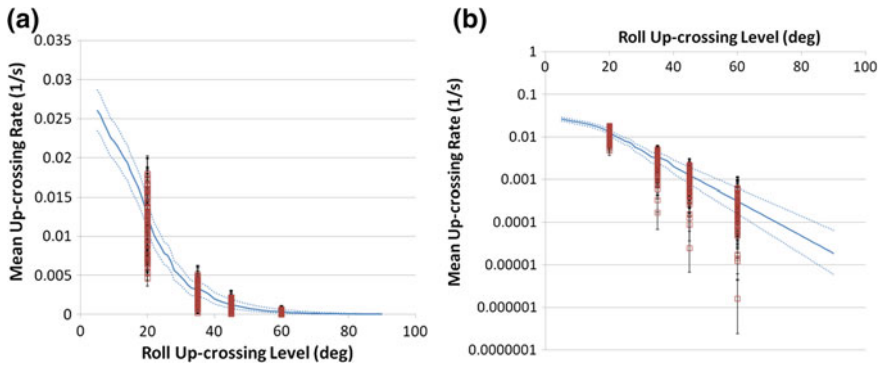 (a)
0.035
0.03
0.025
0.02
0.015
0.01
0.005
0
Mean Up-crossing Rate (1/s)
0 20 40 60 80 100
Roll Up-crossing Level (deg)
(b)
Roll Up-crossing Level (deg)
0 20 40 60 80 100
1
0.1
0.01
0.001
0.0001
0.00001
0.000001
0.0000001
Mean Up-crossing Rate (1/s)